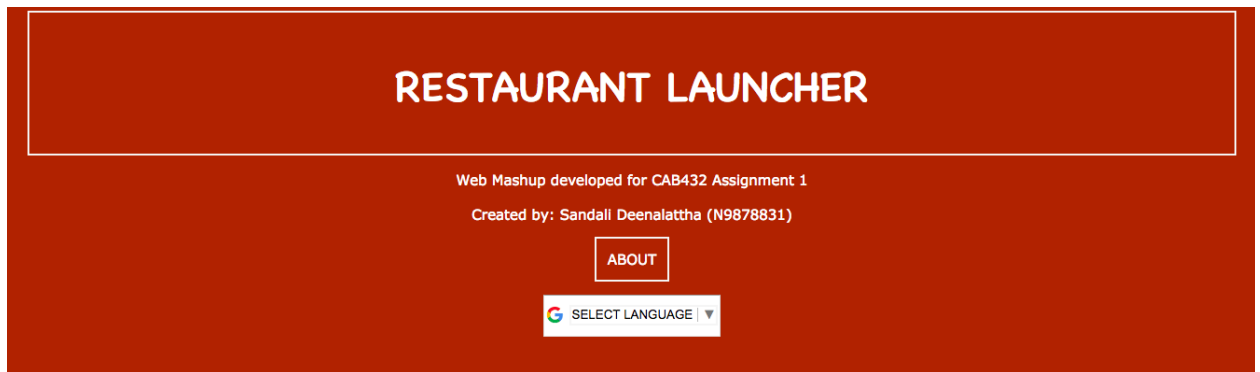 RESTAURANT LAUNCHER
Web Mashup developed for CAB432 Assignment 1
Created by: Sandali Deenalattha (N9878831)
ABOUT
G SELECT LANGUAGE ▼